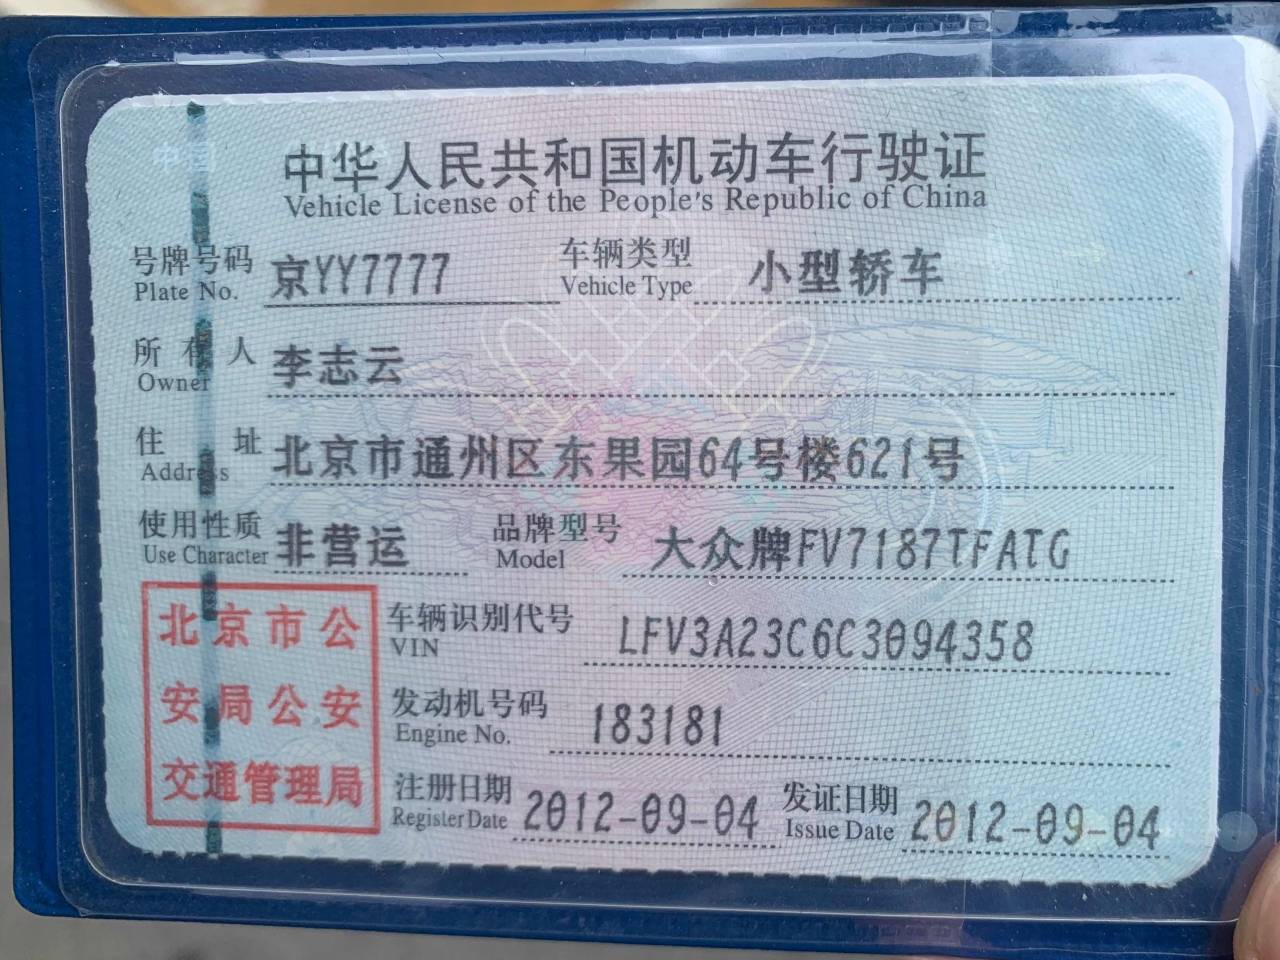 中华人民共和国机动车行驶证
Vehicle License of the People's Republic of China
号牌号码 京YY7777 车辆类型 小型轿车
Plate No. Vehicle Type
所有人 李志云
Owner
住址 北京市通州区东果园64号楼621号
Address
使用性质 非营运 品牌型号 大众牌FV7187TFATG
Use Character Model
北京市公
安局公安
交通管理局
车辆识别代号 LFV3A23C6C3094358
VIN
发动机号码 183181
Engine No.
注册日期 2012-09-04 发证日期 2012-09-04
Register Date Issue Date